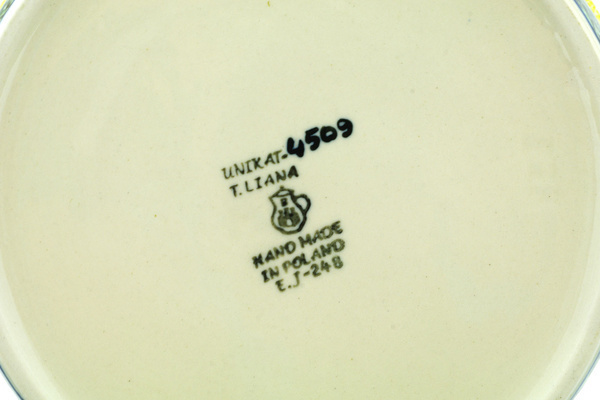 UNIKAT-4509
T. LIANA
HAND MADE
IN POLAND
E.J-248